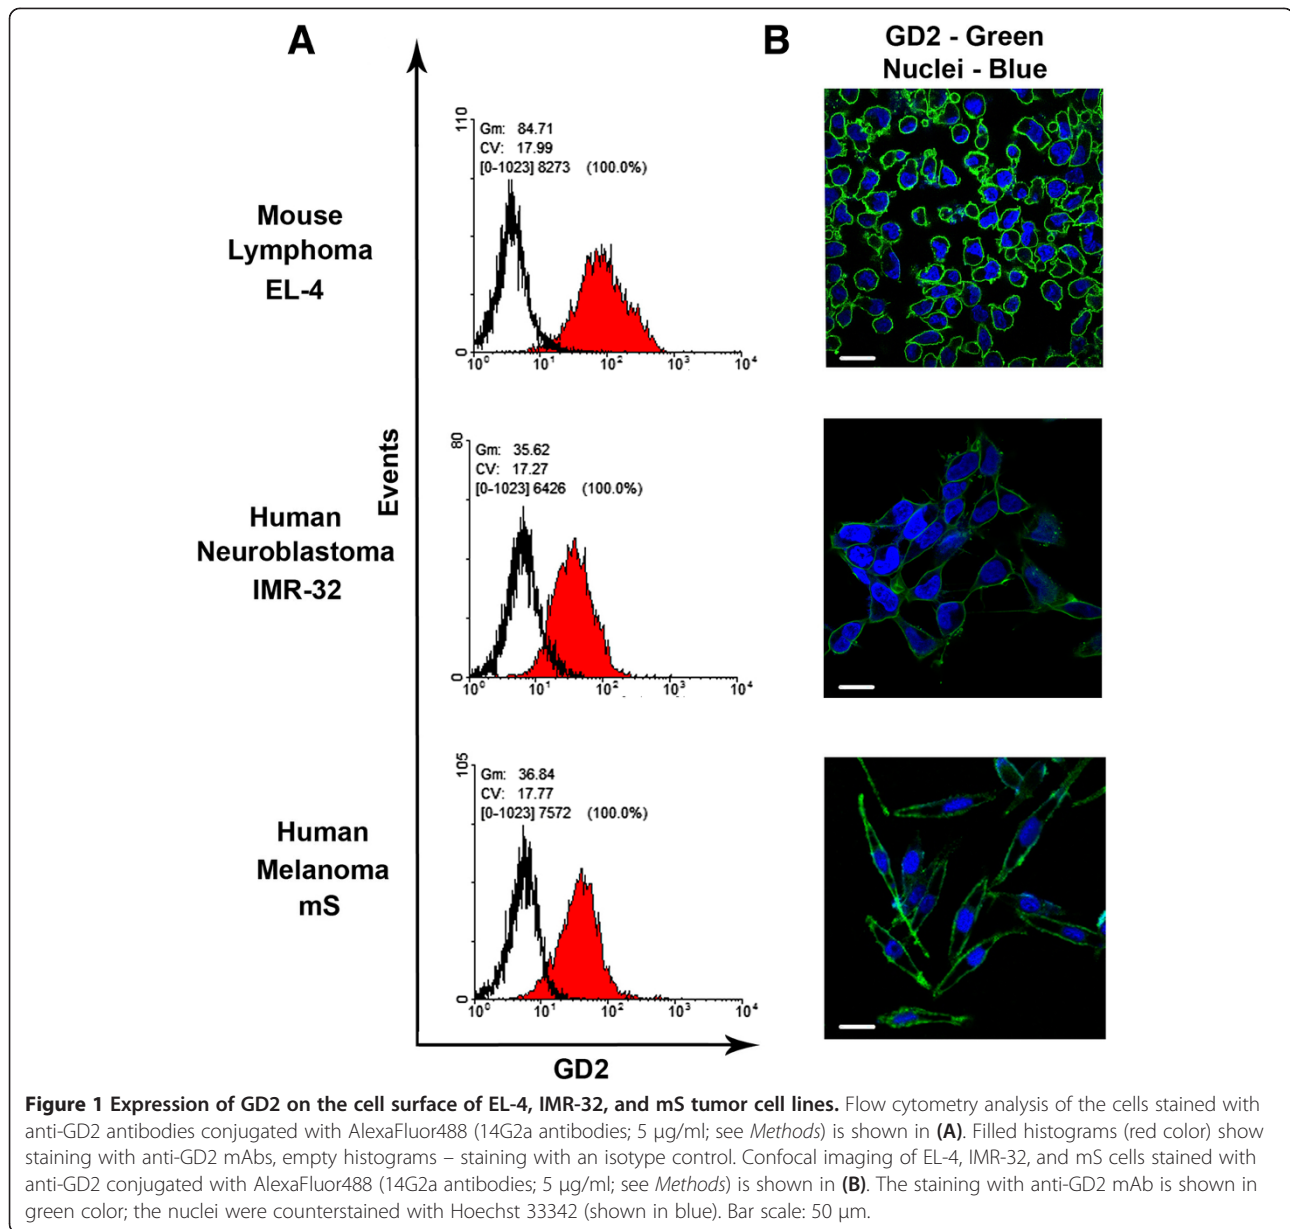 A
B
GD2 - Green
Nuclei - Blue
Mouse
Lymphoma
EL-4
110
Gm: 84.71
CV: 17.99
[0-1023] 8273 (100.0%)
0
10⁰ 10¹ 10² 10³ 10⁴
Events
Human
Neuroblastoma
IMR-32
80
Gm: 35.62
CV: 17.27
[0-1023] 6426 (100.0%)
0
10⁰ 10¹ 10² 10³ 10⁴
Human
Melanoma
mS
105
Gm: 36.84
CV: 17.77
[0-1023] 7572 (100.0%)
0
10⁰ 10¹ 10² 10³ 10⁴
GD2
Figure 1 Expression of GD2 on the cell surface of EL-4, IMR-32, and mS tumor cell lines. Flow cytometry analysis of the cells stained with
anti-GD2 antibodies conjugated with AlexaFluor488 (14G2a antibodies; 5 μg/ml; see Methods) is shown in (A). Filled histograms (red color) show
staining with anti-GD2 mAbs, empty histograms – staining with an isotype control. Confocal imaging of EL-4, IMR-32, and mS cells stained with
anti-GD2 conjugated with AlexaFluor488 (14G2a antibodies; 5 μg/ml; see Methods) is shown in (B). The staining with anti-GD2 mAb is shown in
green color; the nuclei were counterstained with Hoechst 33342 (shown in blue). Bar scale: 50 μm.